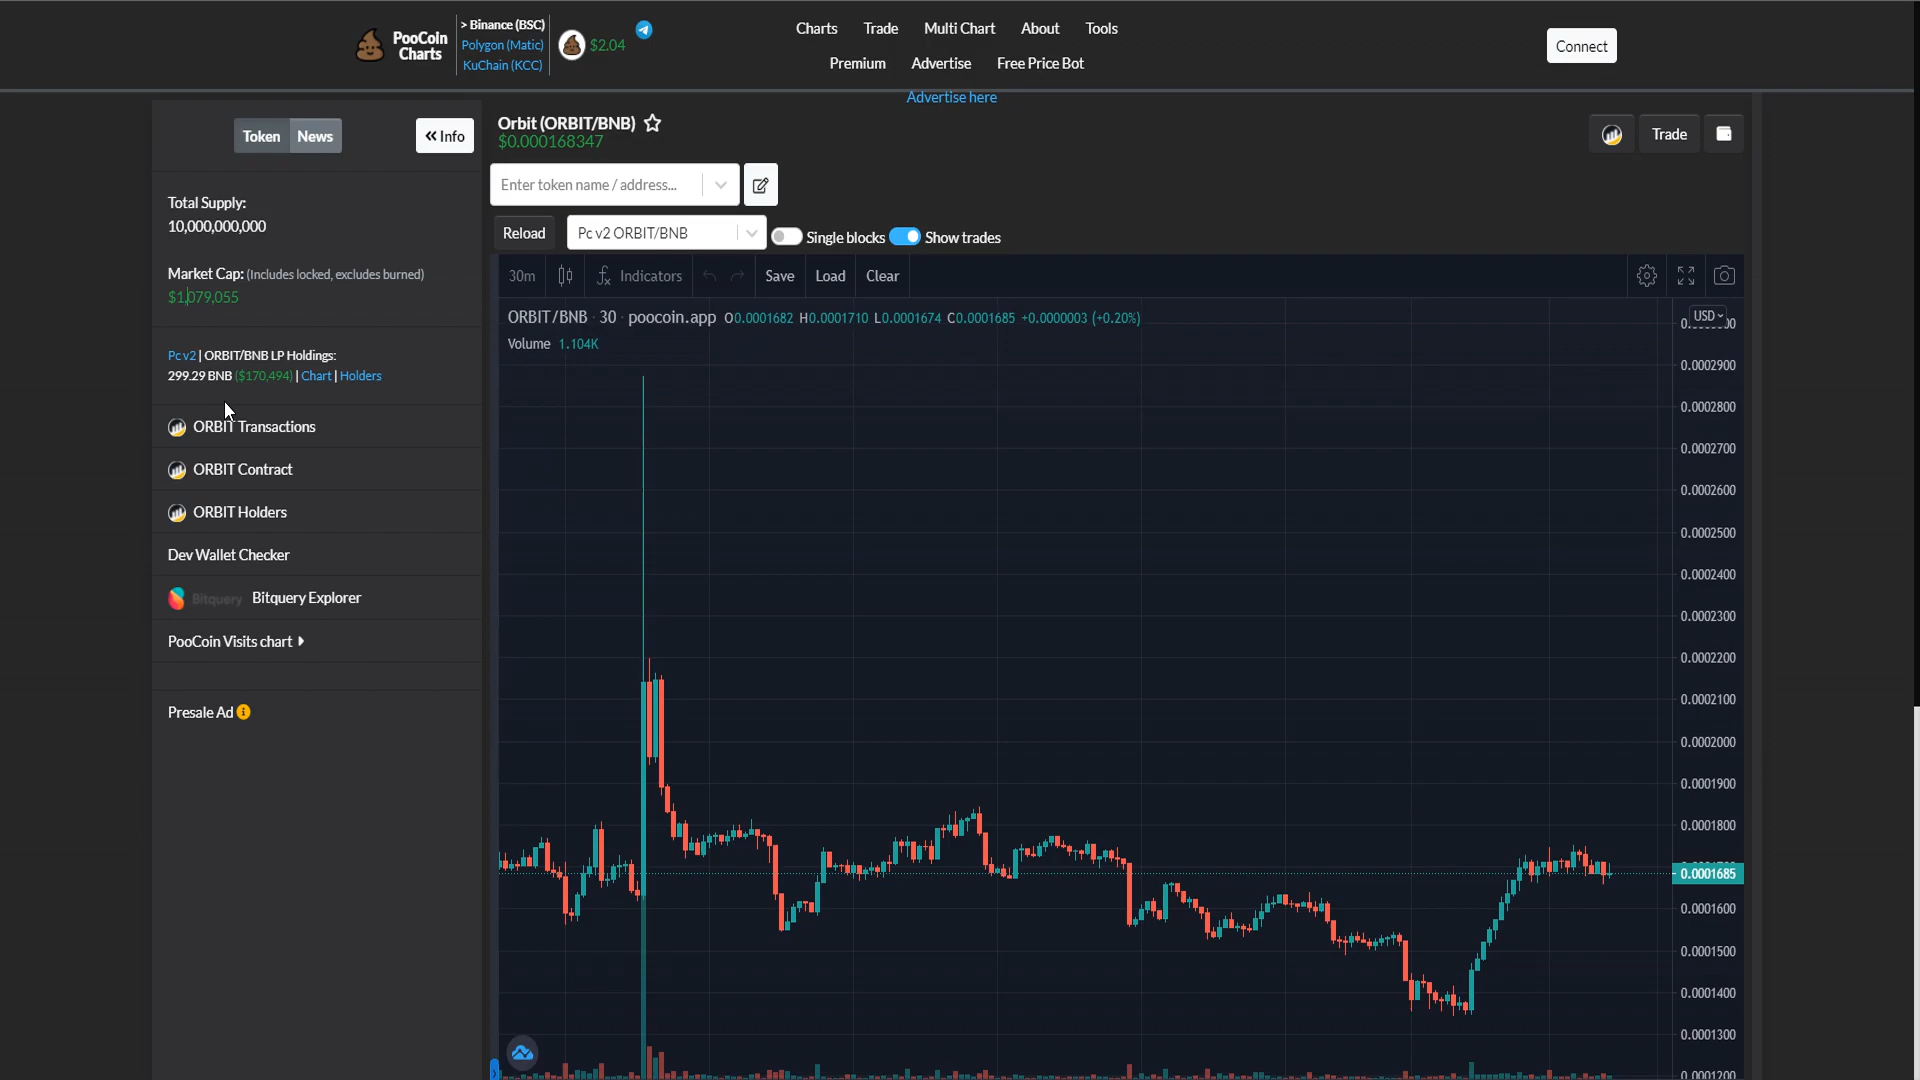 PooCoin
Charts
> Binance (BSC)
Polygon (Matic)
KuChain (KCC)
$2.04
Charts
Trade
Multi Chart
About
Tools
Premium
Advertise
Free Price Bot
Connect
Advertise here
Token
News
« Info
Total Supply:
10,000,000,000
Market Cap: (Includes locked, excludes burned)
$1,079,055
Pc v2 | ORBIT/BNB LP Holdings:
299.29 BNB ($170,494) | Chart | Holders
ORBIT Transactions
ORBIT Contract
ORBIT Holders
Dev Wallet Checker
Bitquery Bitquery Explorer
PooCoin Visits chart
Presale Ad
Orbit (ORBIT/BNB)
$0.000168347
Trade
Enter token name / address...
Reload
Pc v2 ORBIT/BNB
Single blocks
Show trades
30m
Indicators
Save
Load
Clear
ORBIT/BNB · 30 · poocoin.app O0.0001682 H0.0001710 L0.0001674 C0.0001685 +0.0000003 (+0.20%)
Volume 1.104K
USD
0.0002900
0.0002800
0.0002700
0.0002600
0.0002500
0.0002400
0.0002300
0.0002200
0.0002100
0.0002000
0.0001900
0.0001800
0.0001685
0.0001600
0.0001500
0.0001400
0.0001300
0.0001200